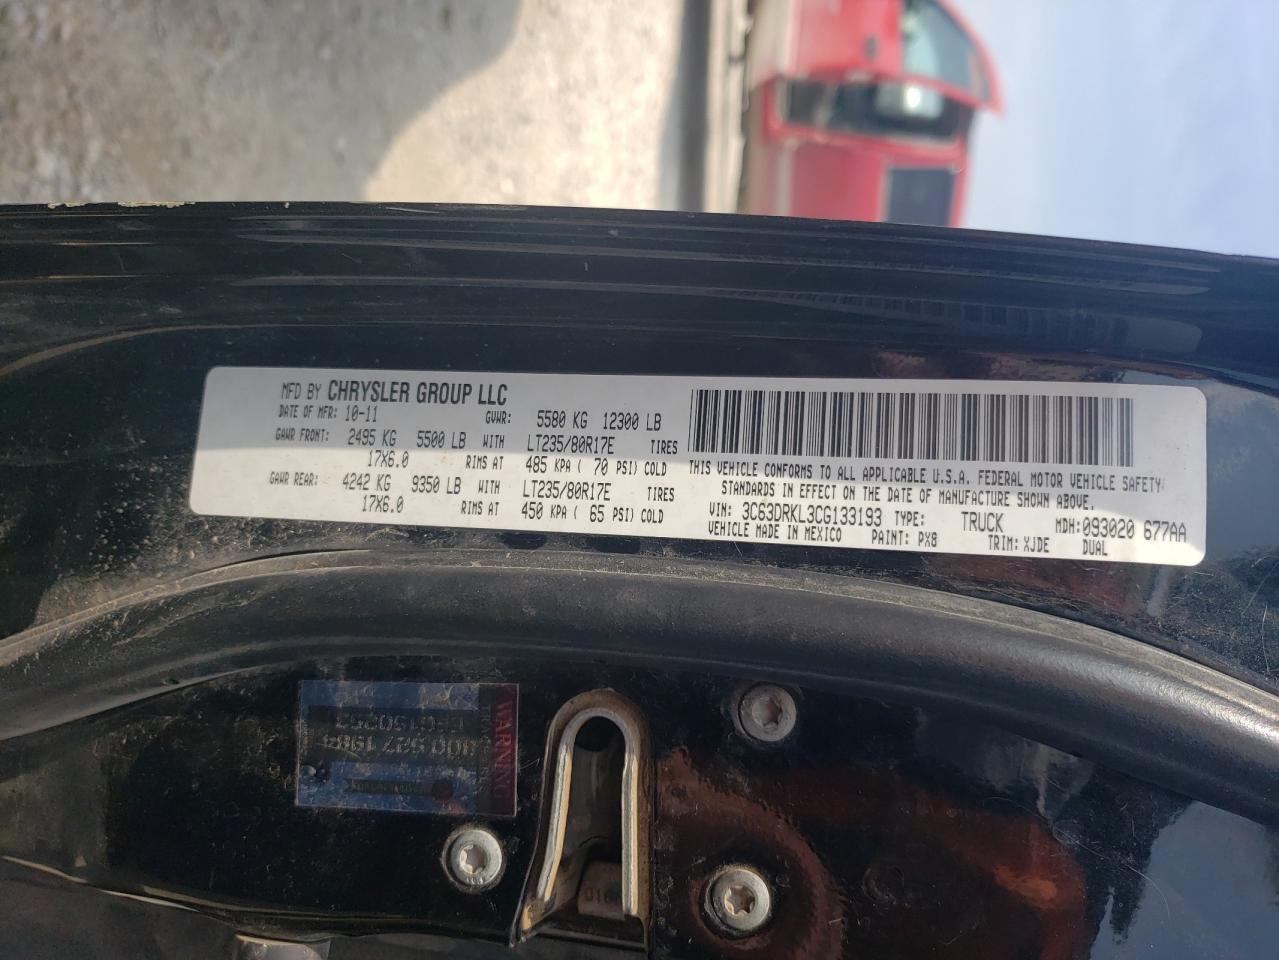 MFD BY CHRYSLER GROUP LLC
DATE OF MFR: 10-11 GVWR: 5580 KG 12300 LB
GAWR FRONT: 2495 KG 5500 LB WITH LT235/80R17E TIRES
17X6.0 RIMS AT 485 KPA ( 70 PSI) COLD
GAWR REAR: 4242 KG 9350 LB WITH LT235/80R17E TIRES
17X6.0 RIMS AT 450 KPA ( 65 PSI) COLD
THIS VEHICLE CONFORMS TO ALL APPLICABLE U.S.A. FEDERAL MOTOR VEHICLE SAFETY
STANDARDS IN EFFECT ON THE DATE OF MANUFACTURE SHOWN ABOVE.
VIN: 3C63DRKL3CG133193 TYPE: TRUCK MDH: 093020 677AA
VEHICLE MADE IN MEXICO PAINT: PX8 TRIM: XJDE DUAL
WARNING
800 527 1984